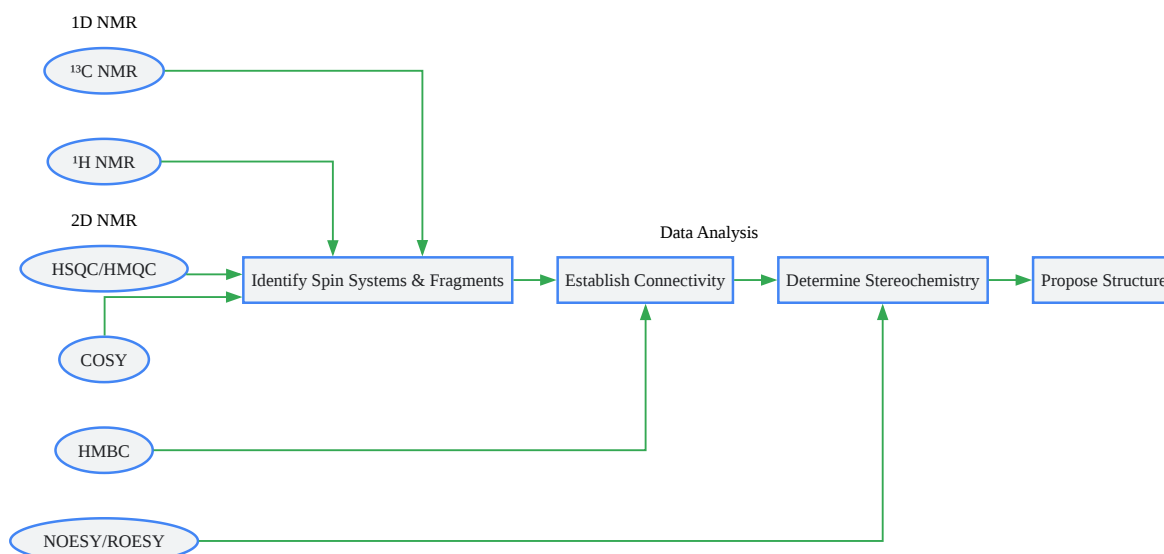 1D NMR
¹³C NMR
¹H NMR
2D NMR
Data Analysis
HSQC/HMQC
Identify Spin Systems & Fragments
Establish Connectivity
Determine Stereochemistry
Propose Structure
COSY
HMBC
NOESY/ROESY